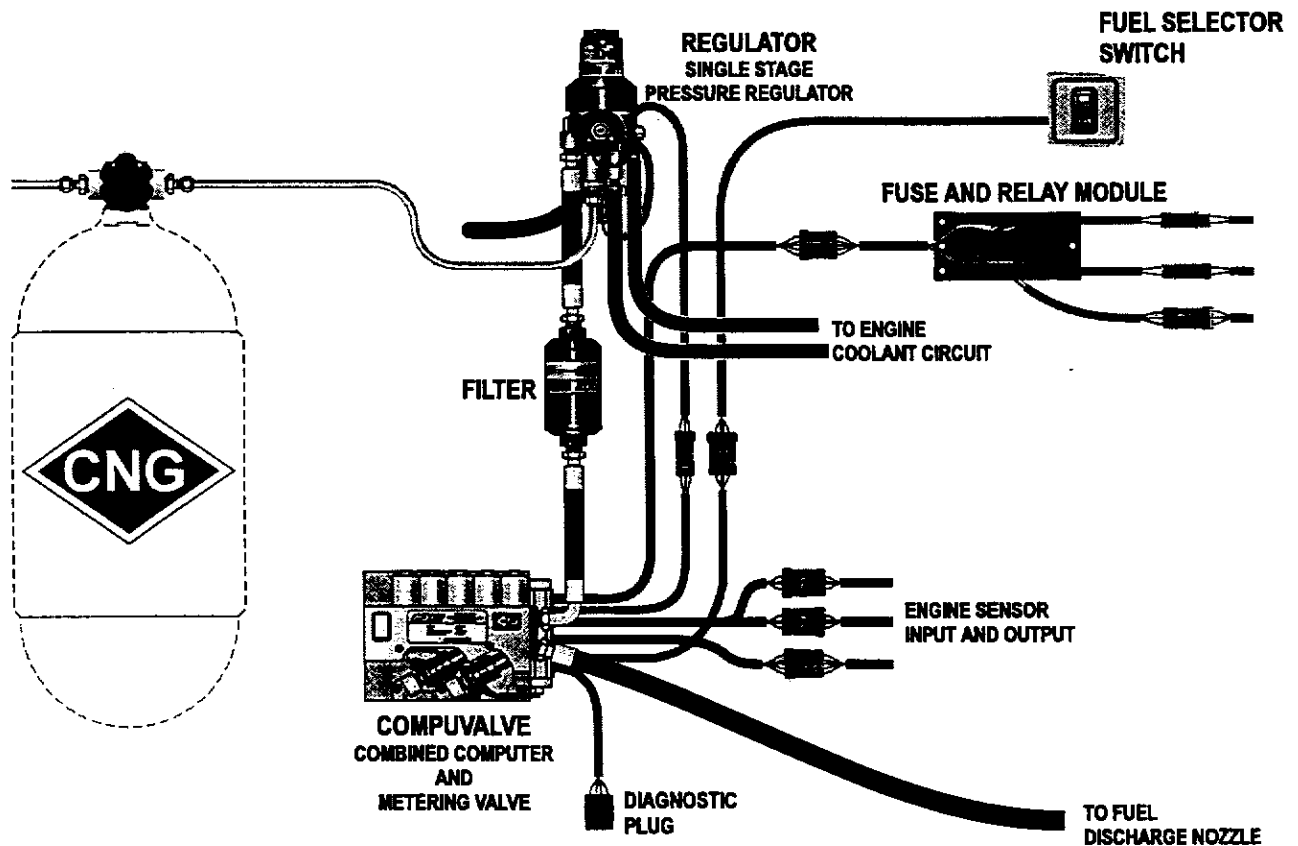 REGULATOR
SINGLE STAGE
PRESSURE REGULATOR
FUEL SELECTOR
SWITCH
FUSE AND RELAY MODULE
TO ENGINE
COOLANT CIRCUIT
FILTER
CNG
ENGINE SENSOR
INPUT AND OUTPUT
COMPUVALVE
COMBINED COMPUTER
AND
METERING VALVE
DIAGNOSTIC
PLUG
TO FUEL
DISCHARGE NOZZLE